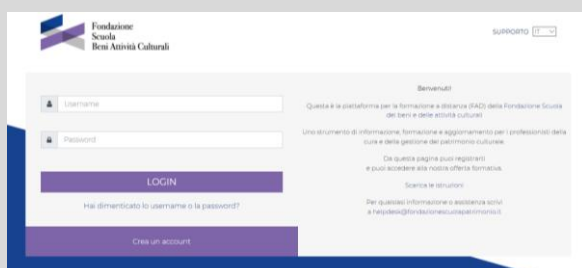 Fondazione
Scuola
Beni Attività Culturali
SUPPORTO IT
Username
Password
LOGIN
Hai dimenticato lo username o la password?
Crea un account
Benvenuti!
Questa è la piattaforma per la formazione a distanza (FAD) della Fondazione Scuola
dei beni e delle attività culturali
Uno strumento di informazione, formazione e aggiornamento per i professionisti della
cura e della gestione del patrimonio culturale.
Da questa pagina puoi registrarti
e puoi accedere alla nostra offerta formativa.
Scarica le istruzioni
Per qualsiasi informazione o assistenza scrivi
a helpdesk@fondazionescuolapatrimonio.it